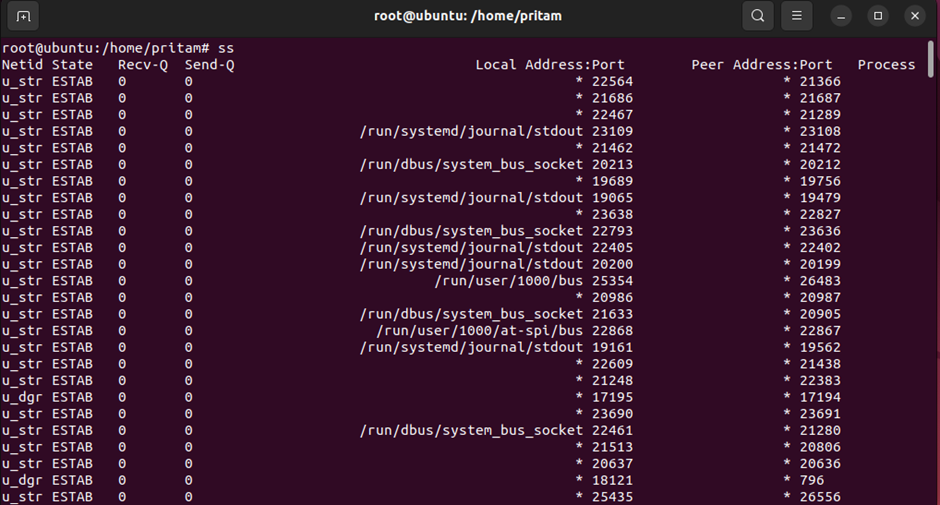 root@ubuntu: /home/pritam
root@ubuntu:/home/pritam# ss
Netid State Recv-Q Send-Q Local Address:Port Peer Address:Port Process
u_str ESTAB 0 0 * 22564 * 21366
u_str ESTAB 0 0 * 21686 * 21687
u_str ESTAB 0 0 * 22467 * 21289
u_str ESTAB 0 0 /run/systemd/journal/stdout 23109 * 23108
u_str ESTAB 0 0 * 21462 * 21472
u_str ESTAB 0 0 /run/dbus/system_bus_socket 20213 * 20212
u_str ESTAB 0 0 * 19689 * 19756
u_str ESTAB 0 0 /run/systemd/journal/stdout 19065 * 19479
u_str ESTAB 0 0 * 23638 * 22827
u_str ESTAB 0 0 /run/dbus/system_bus_socket 22793 * 23636
u_str ESTAB 0 0 /run/systemd/journal/stdout 22405 * 22402
u_str ESTAB 0 0 /run/systemd/journal/stdout 20200 * 20199
u_str ESTAB 0 0 /run/user/1000/bus 25354 * 26483
u_str ESTAB 0 0 * 20986 * 20987
u_str ESTAB 0 0 /run/dbus/system_bus_socket 21633 * 20905
u_str ESTAB 0 0 /run/user/1000/at-spi/bus 22868 * 22867
u_str ESTAB 0 0 /run/systemd/journal/stdout 19161 * 19562
u_str ESTAB 0 0 * 22609 * 21438
u_str ESTAB 0 0 * 21248 * 22383
u_dgr ESTAB 0 0 * 17195 * 17194
u_str ESTAB 0 0 * 23690 * 23691
u_str ESTAB 0 0 /run/dbus/system_bus_socket 22461 * 21280
u_str ESTAB 0 0 * 21513 * 20806
u_str ESTAB 0 0 * 20637 * 20636
u_dgr ESTAB 0 0 * 18121 * 796
u_str ESTAB 0 0 * 25435 * 26556